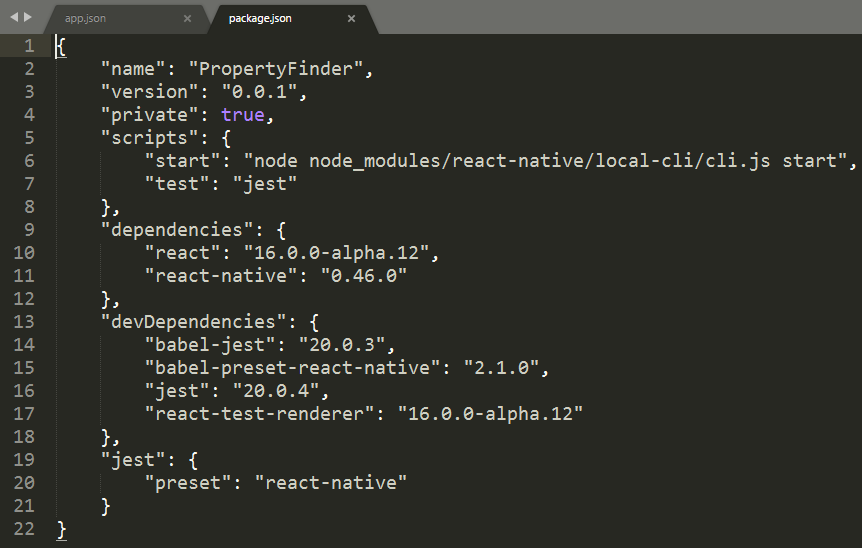 app.json × package.json ×
1 {
2 "name": "PropertyFinder",
3 "version": "0.0.1",
4 "private": true,
5 "scripts": {
6 "start": "node node_modules/react-native/local-cli/cli.js start",
7 "test": "jest"
8 },
9 "dependencies": {
10 "react": "16.0.0-alpha.12",
11 "react-native": "0.46.0"
12 },
13 "devDependencies": {
14 "babel-jest": "20.0.3",
15 "babel-preset-react-native": "2.1.0",
16 "jest": "20.0.4",
17 "react-test-renderer": "16.0.0-alpha.12"
18 },
19 "jest": {
20 "preset": "react-native"
21 }
22 }